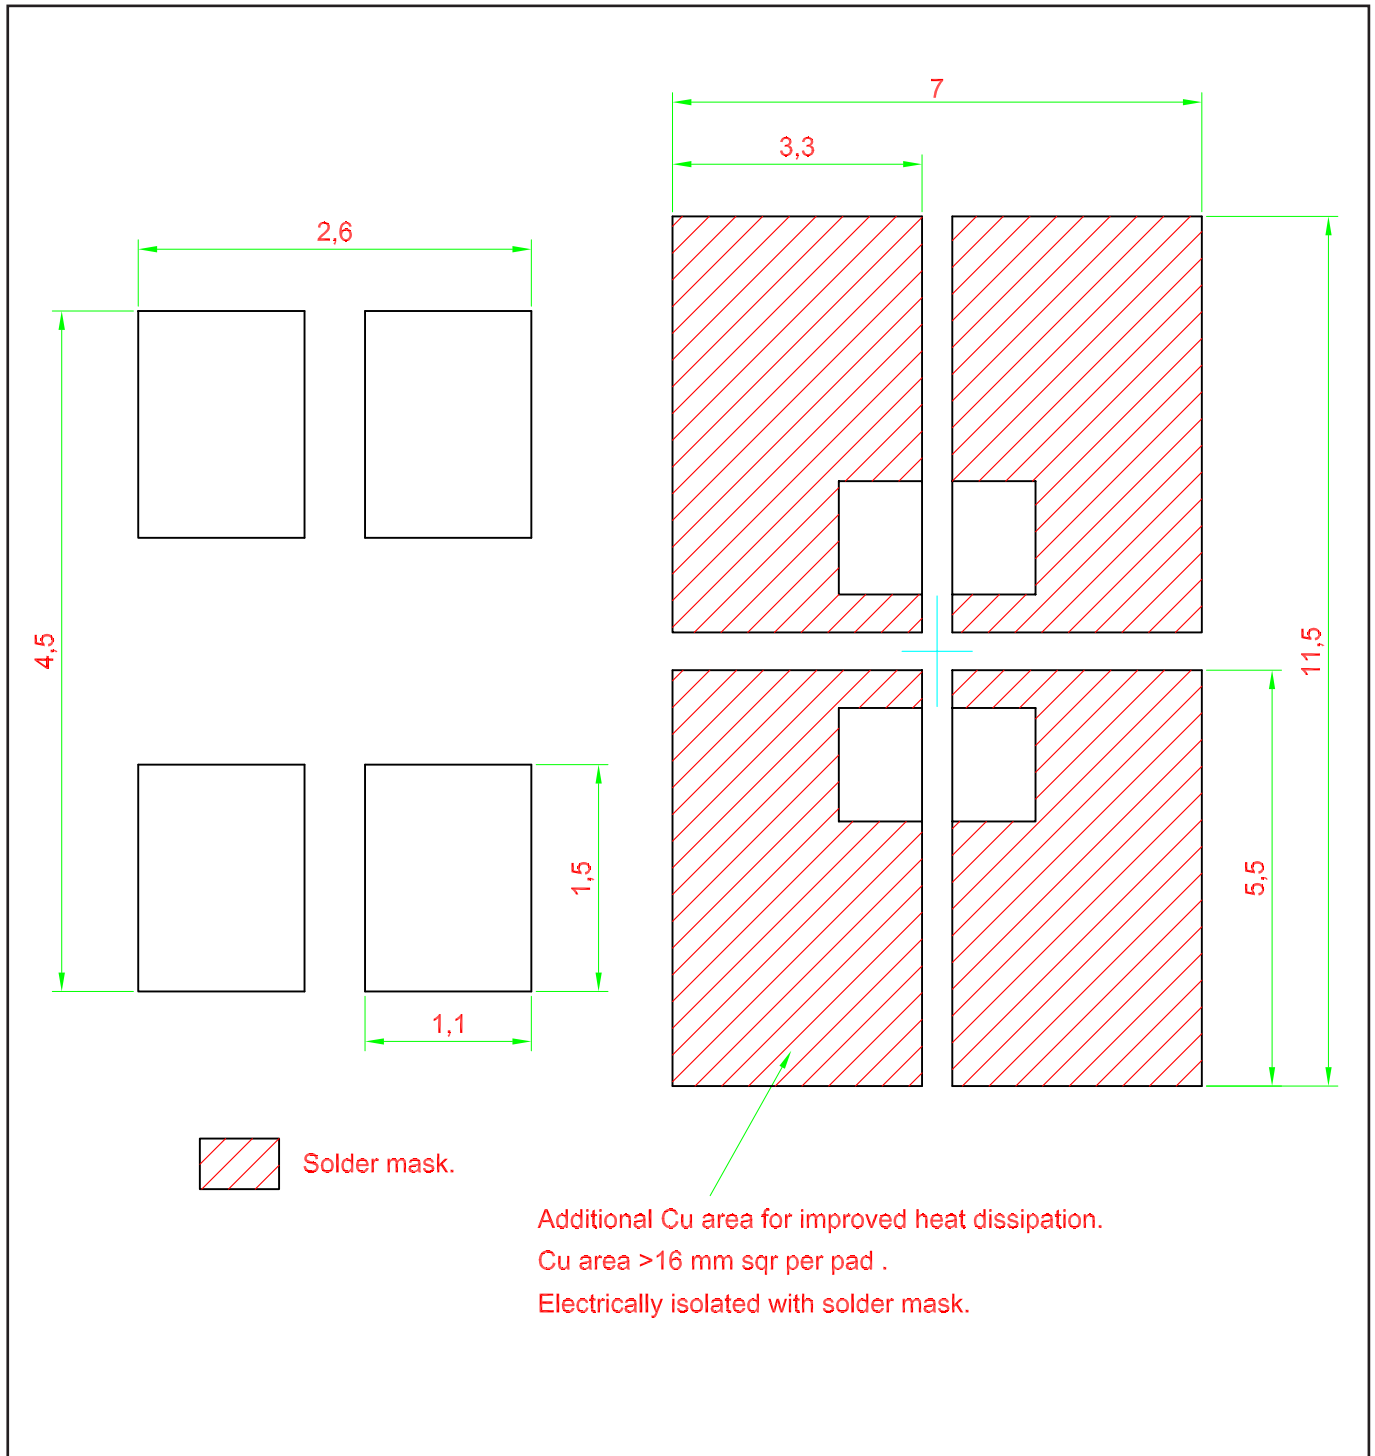 7
3,3
2,6
4,5
11,5
5,5
1,5
1,1
Solder mask.
Additional Cu area for improved heat dissipation.
Cu area >16 mm sqr per pad .
Electrically isolated with solder mask.